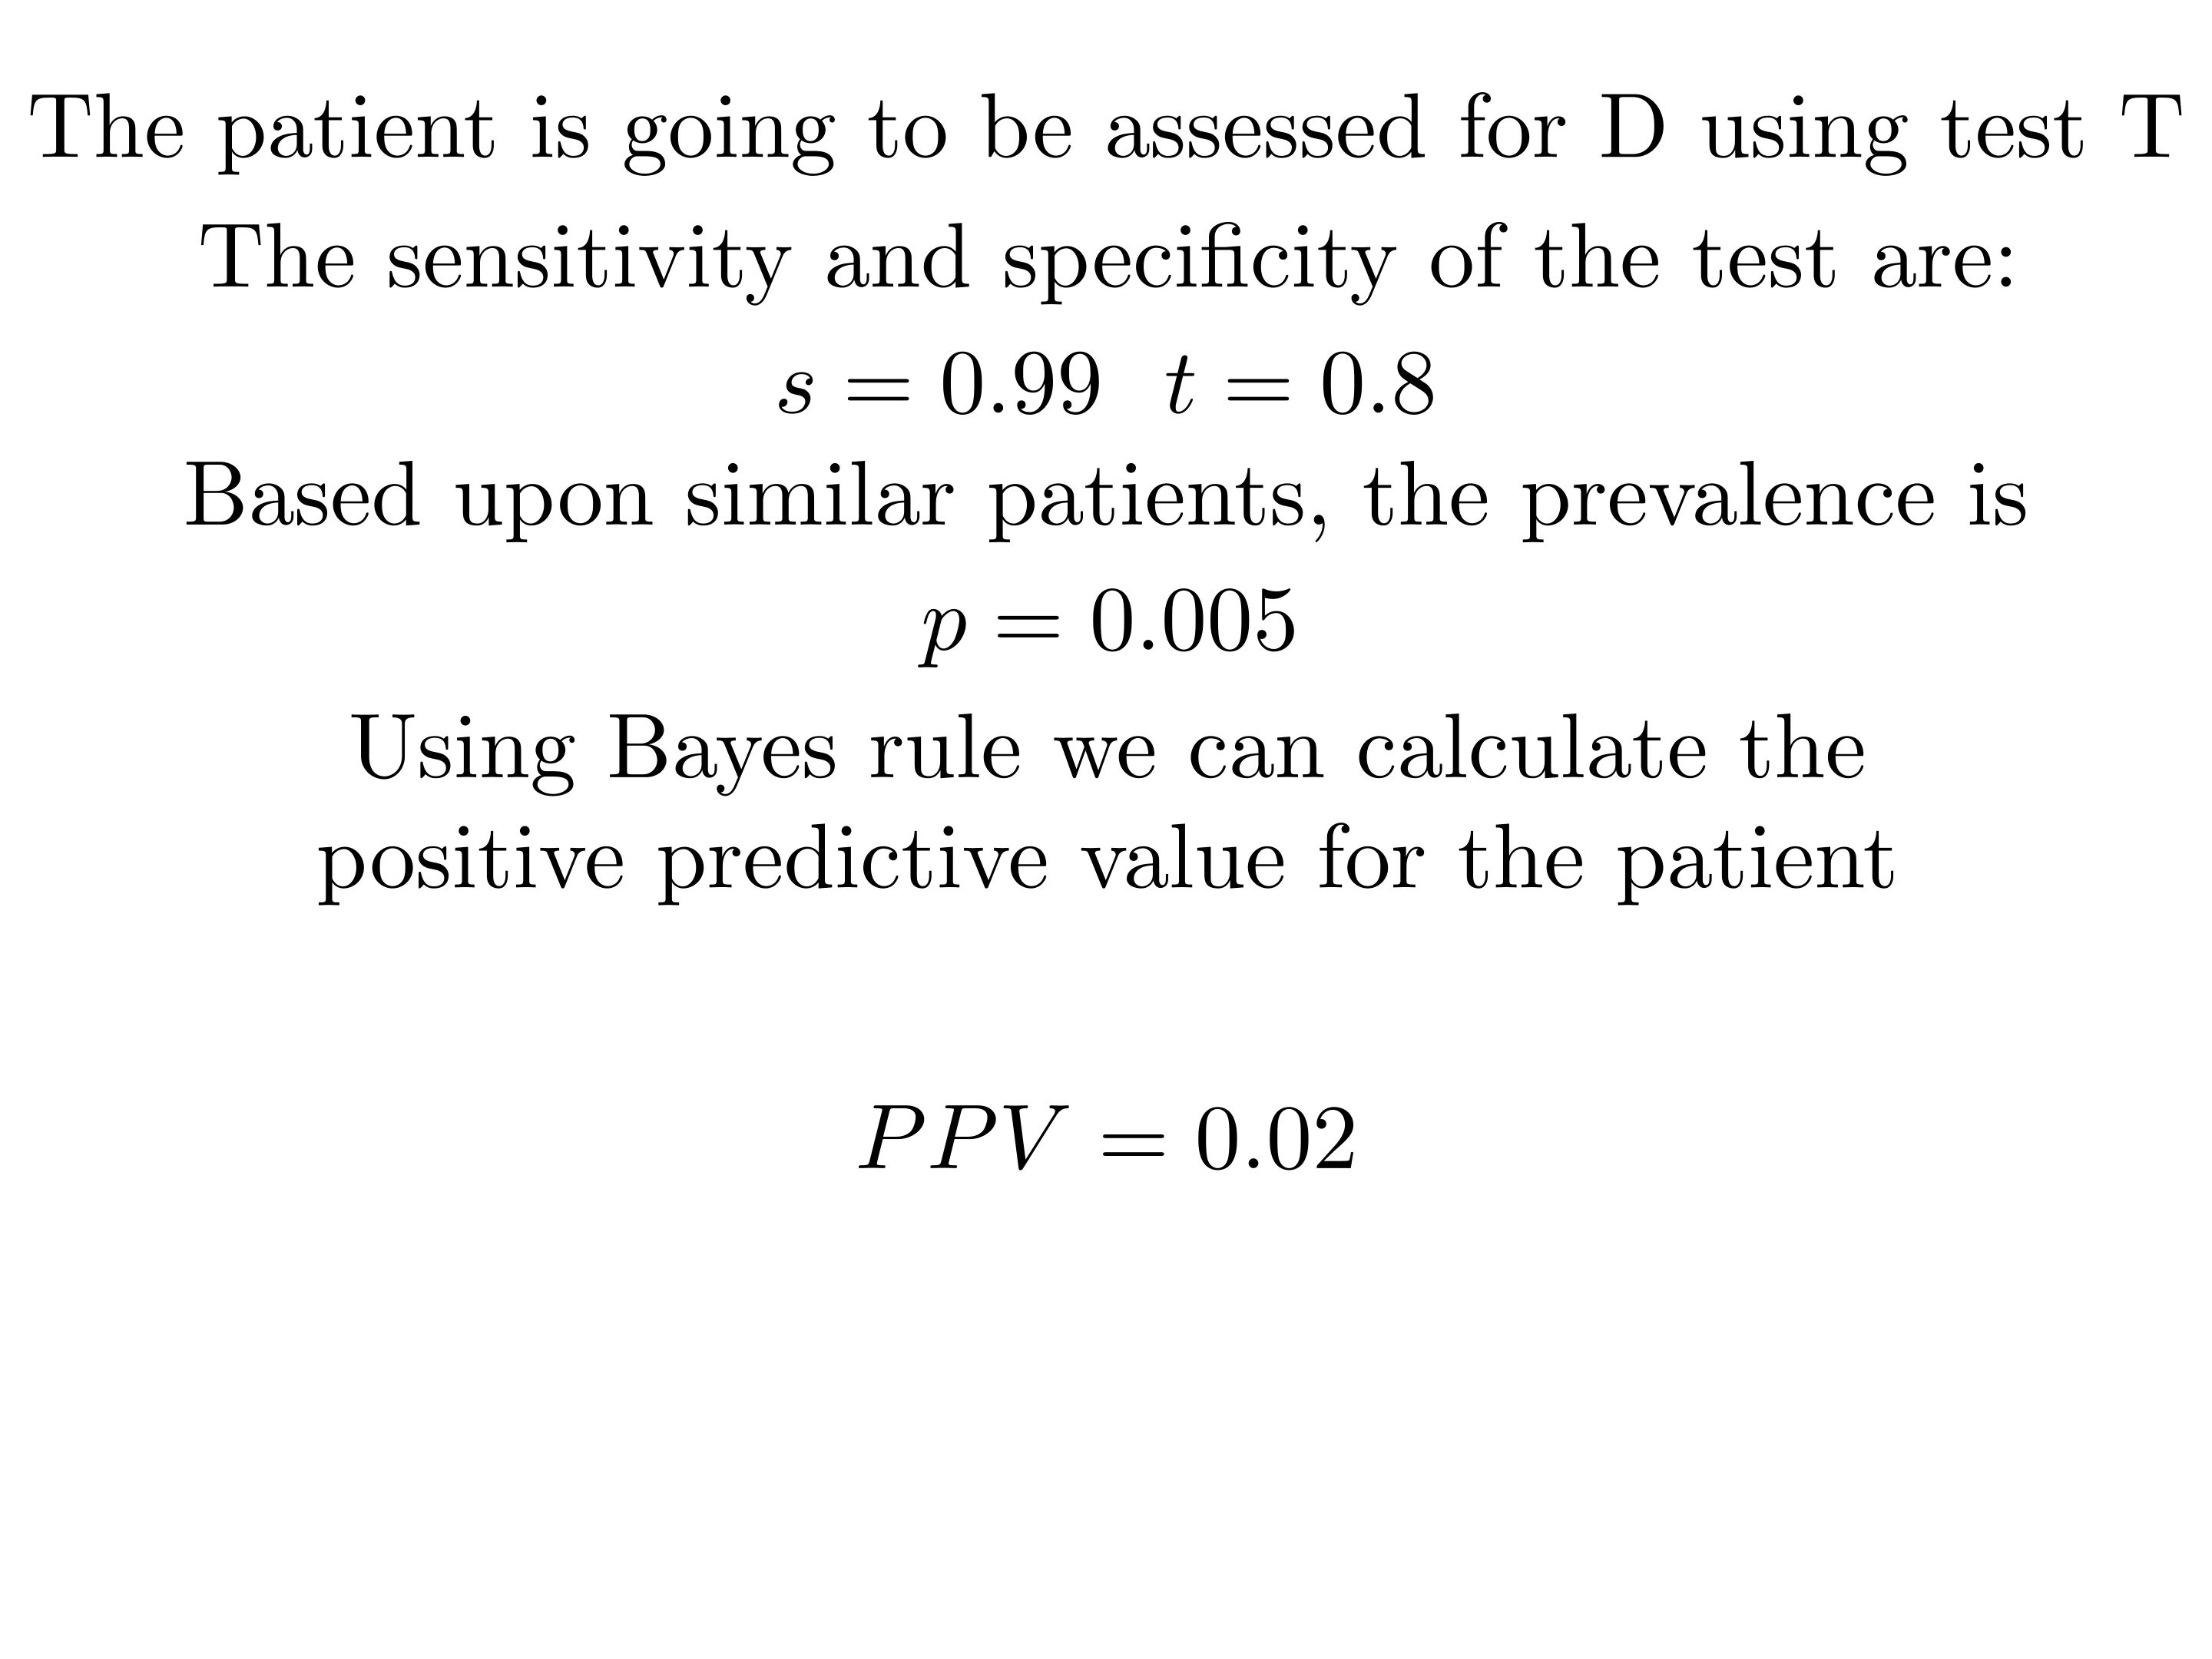 The patient is going to be asessed for D using test T
The sensitivity and specificity of the test are:
s = 0.99 t = 0.8
Based upon similar patients, the prevalence is
p = 0.005
Using Bayes rule we can calculate the
positive predictive value for the patient
PPV = 0.02